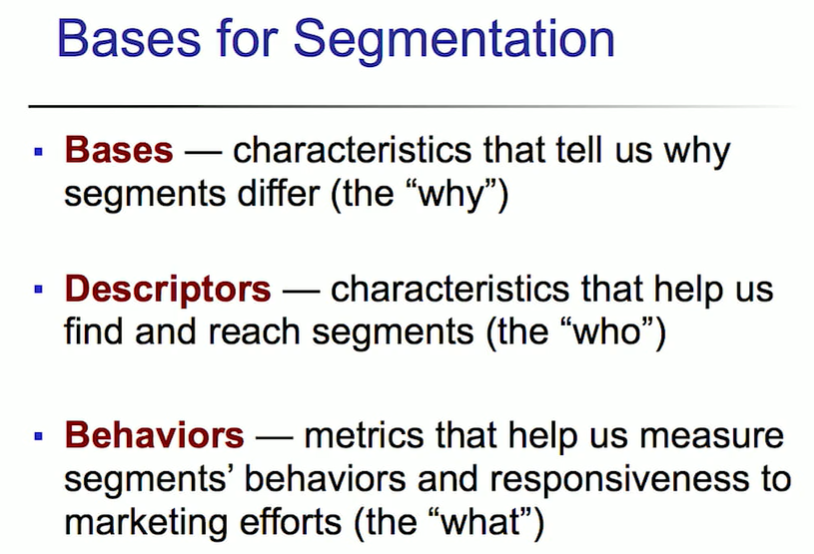 Bases for Segmentation
▪ Bases — characteristics that tell us why
segments differ (the “why”)
▪ Descriptors — characteristics that help us
find and reach segments (the “who”)
▪ Behaviors — metrics that help us measure
segments’ behaviors and responsiveness to
marketing efforts (the “what”)